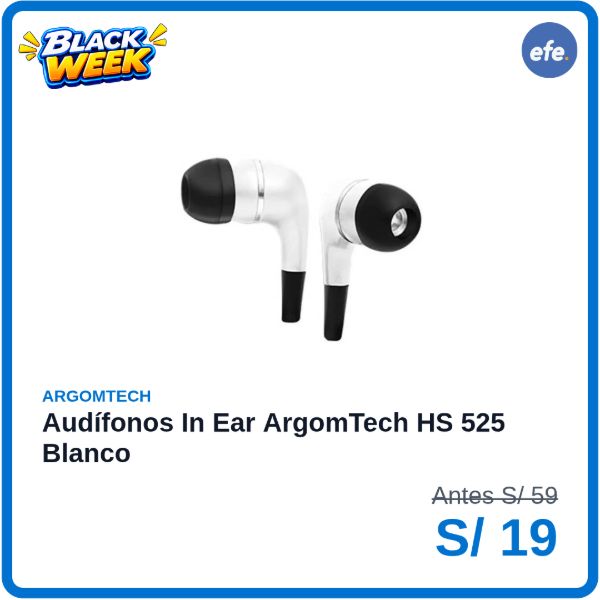 BLACK
WEEK
efe.
ARGOMTECH
Audífonos In Ear ArgomTech HS 525
Blanco
Antes S/ 59
S/ 19